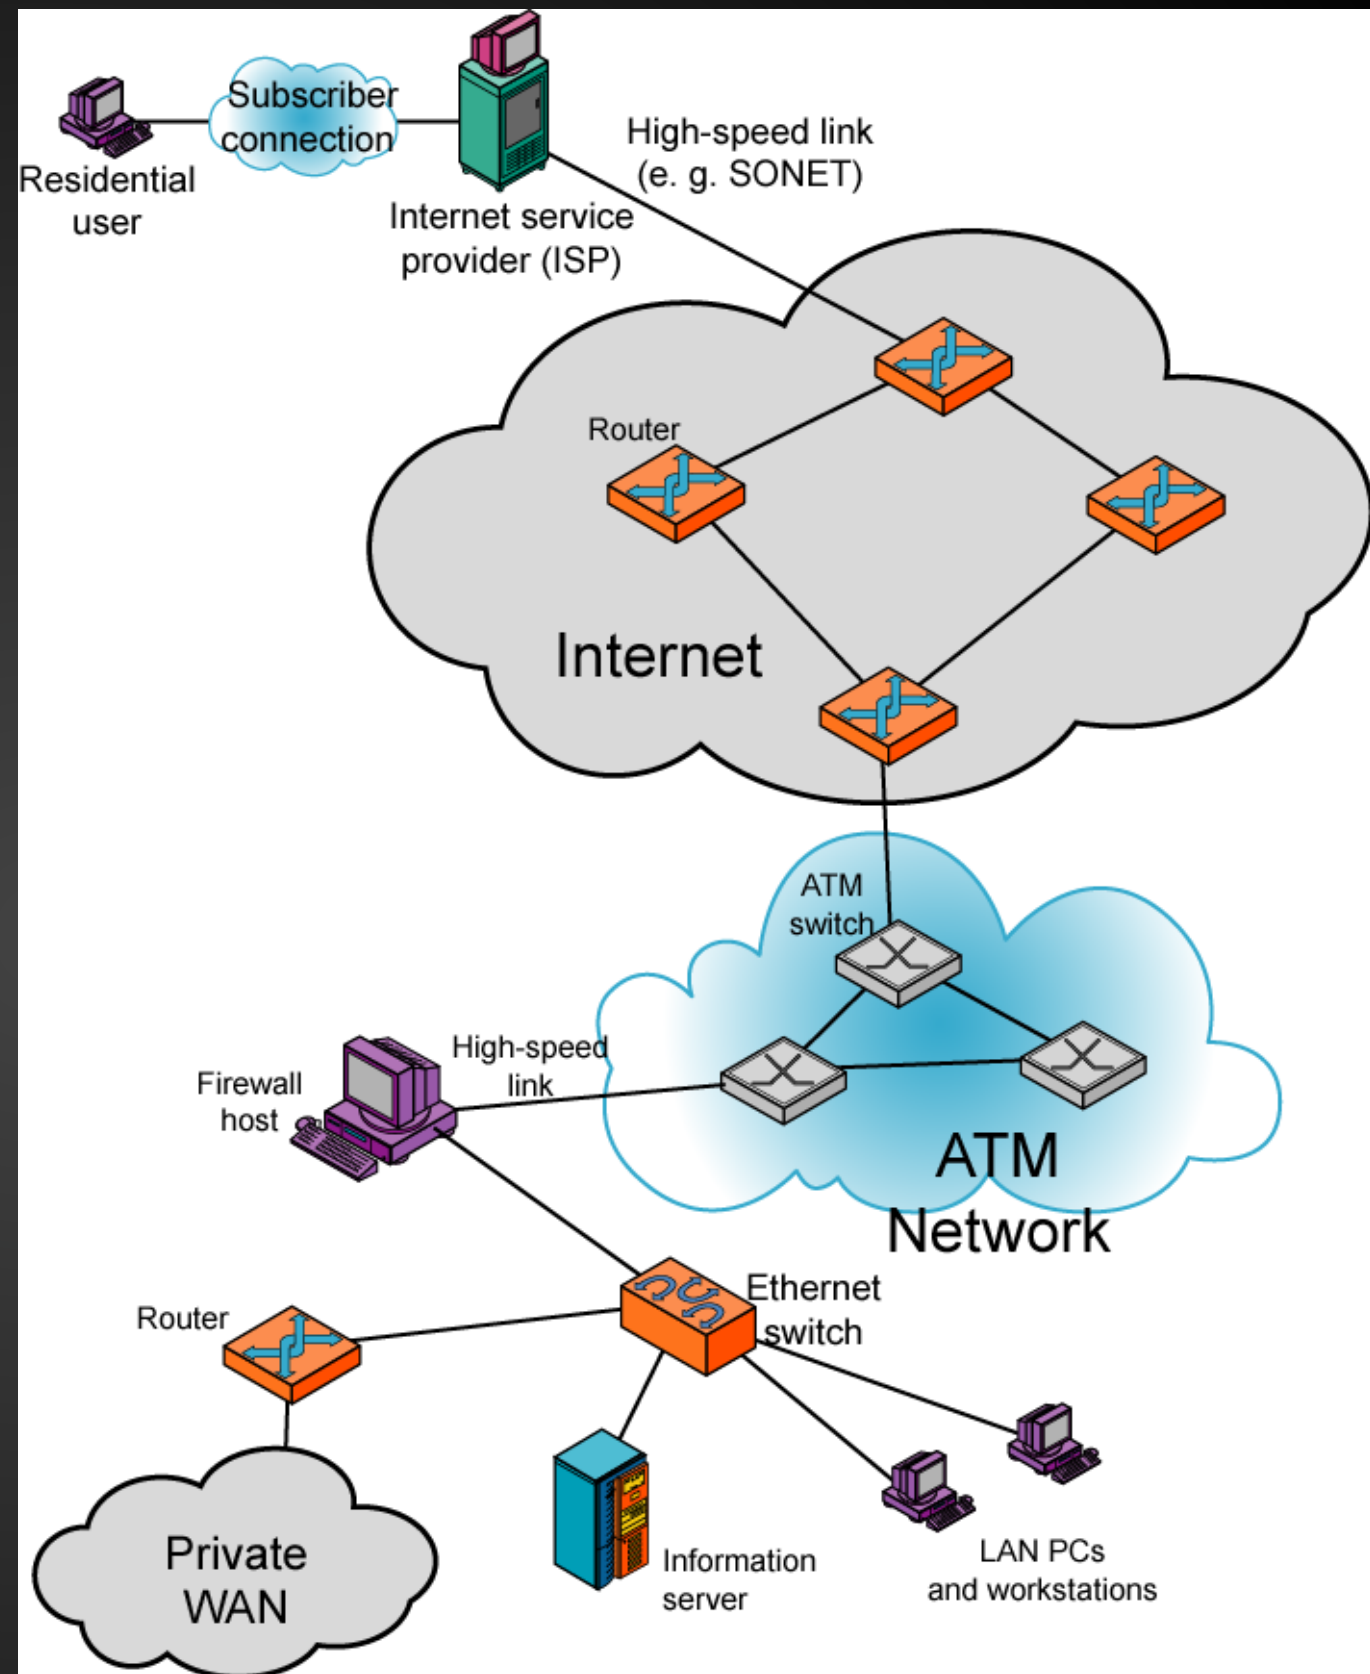 Subscriber
connection
Residential
user
Internet service
provider (ISP)
High-speed link
(e. g. SONET)
Router
Internet
ATM
switch
High-speed
link
Firewall
host
ATM
Network
Router
Ethernet
switch
Private
WAN
Information
server
LAN PCs
and workstations